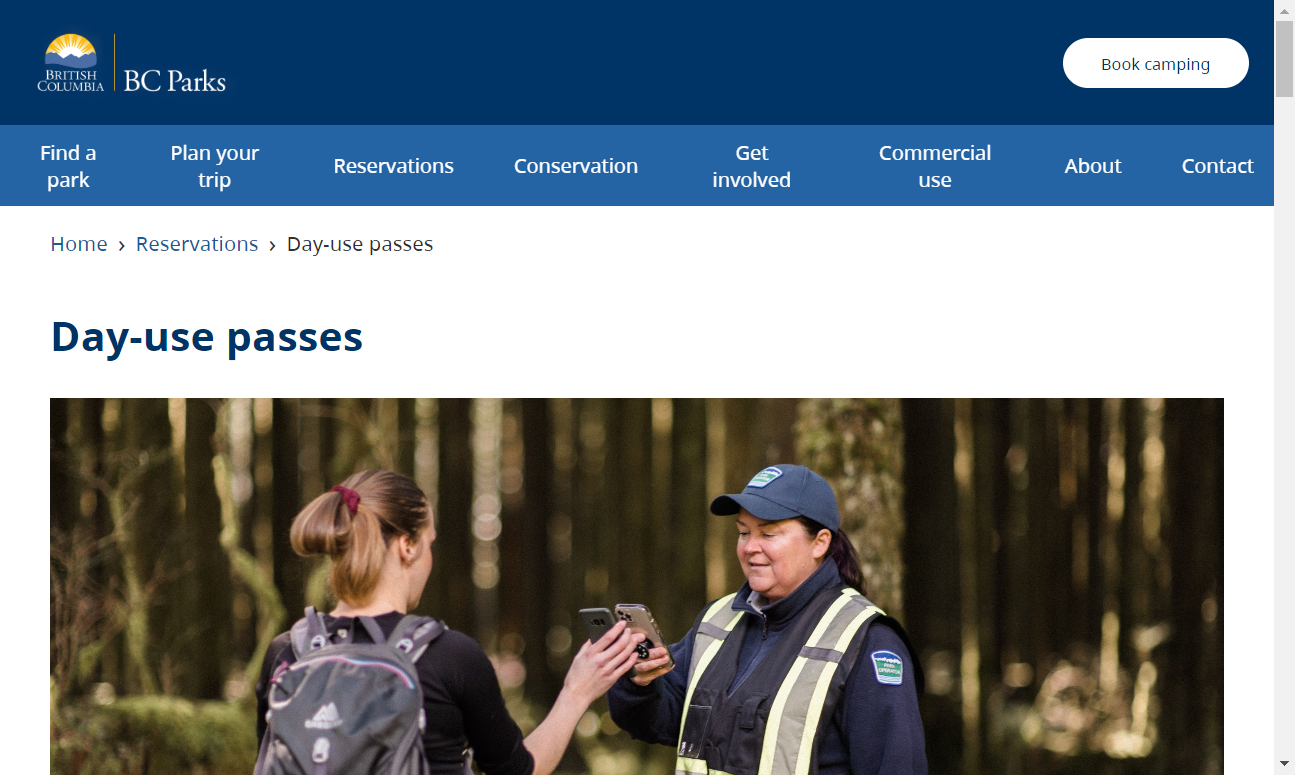 BRITISH
COLUMBIA
BC Parks
Book camping
Find a
park
Plan your
trip
Reservations
Conservation
Get
involved
Commercial
use
About
Contact
Home › Reservations › Day-use passes
Day-use passes